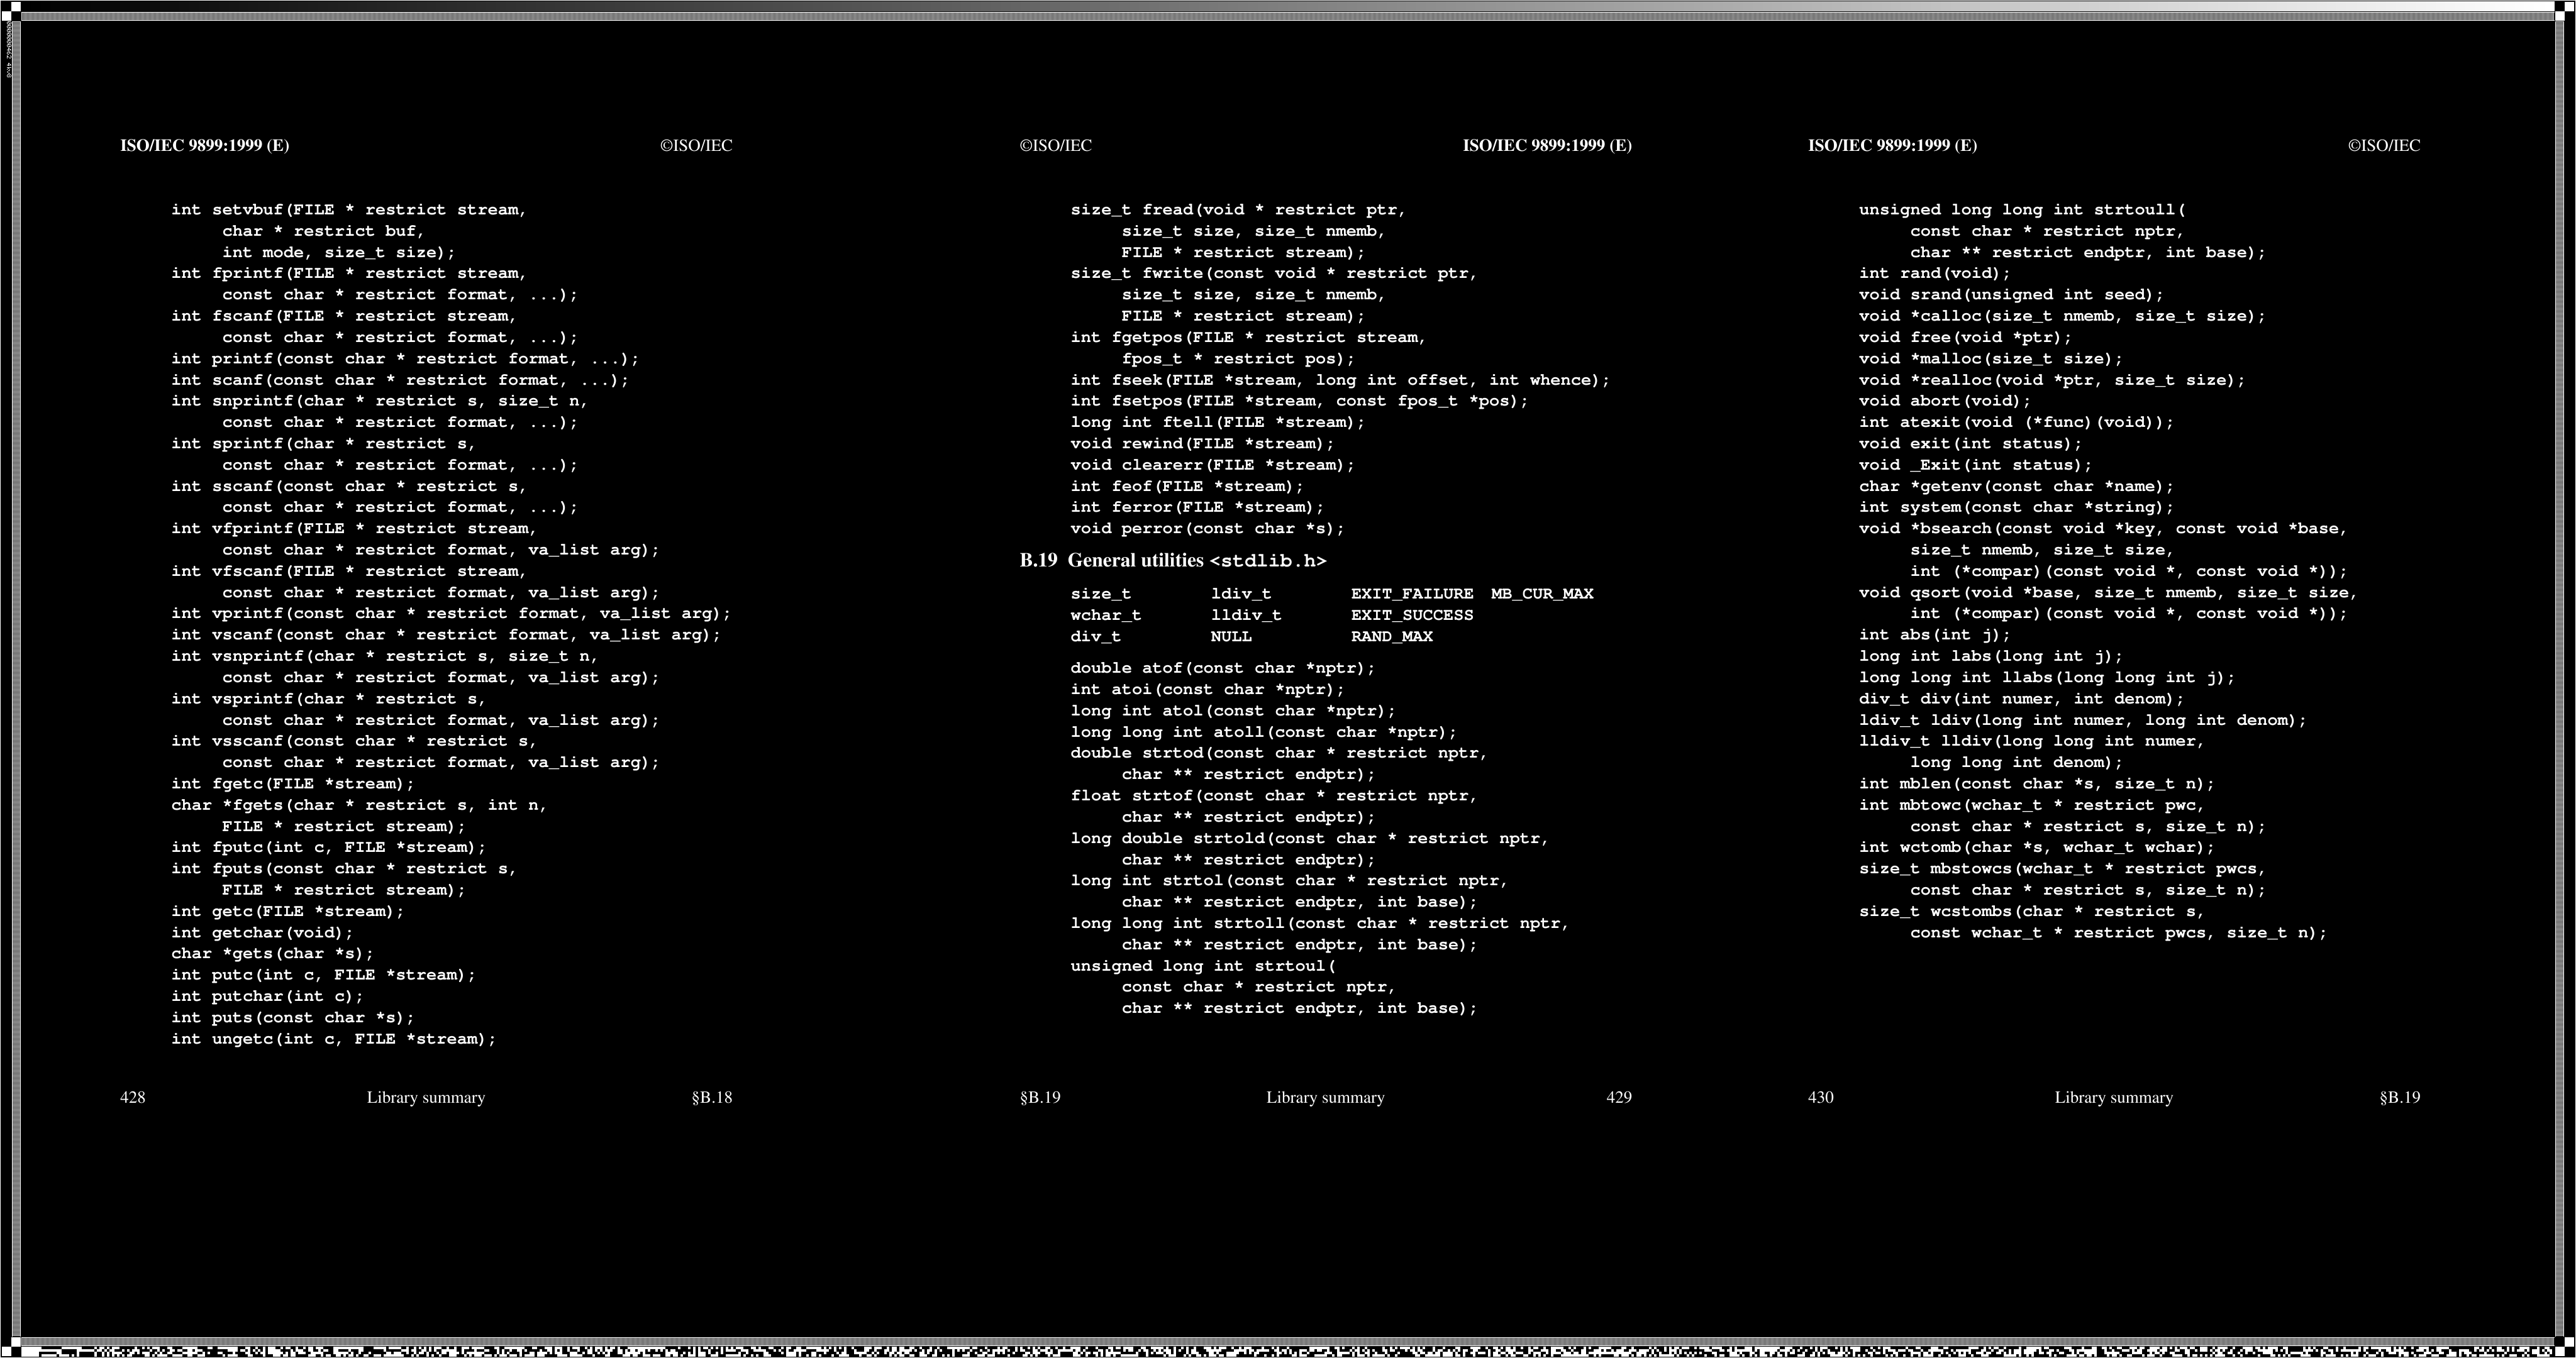 ISO/IEC 9899:1999 (E) ©ISO/IEC
int setvbuf(FILE * restrict stream,
char * restrict buf,
int mode, size_t size);
int fprintf(FILE * restrict stream,
const char * restrict format, ...);
int fscanf(FILE * restrict stream,
const char * restrict format, ...);
int printf(const char * restrict format, ...);
int scanf(const char * restrict format, ...);
int snprintf(char * restrict s, size_t n,
const char * restrict format, ...);
int sprintf(char * restrict s,
const char * restrict format, ...);
int sscanf(const char * restrict s,
const char * restrict format, ...);
int vfprintf(FILE * restrict stream,
const char * restrict format, va_list arg);
int vfscanf(FILE * restrict stream,
const char * restrict format, va_list arg);
int vprintf(const char * restrict format, va_list arg);
int vscanf(const char * restrict format, va_list arg);
int vsnprintf(char * restrict s, size_t n,
const char * restrict format, va_list arg);
int vsprintf(char * restrict s,
const char * restrict format, va_list arg);
int vsscanf(const char * restrict s,
const char * restrict format, va_list arg);
int fgetc(FILE *stream);
char *fgets(char * restrict s, int n,
FILE * restrict stream);
int fputc(int c, FILE *stream);
int fputs(const char * restrict s,
FILE * restrict stream);
int getc(FILE *stream);
int getchar(void);
char *gets(char *s);
int putc(int c, FILE *stream);
int putchar(int c);
int puts(const char *s);
int ungetc(int c, FILE *stream);
428 Library summary §B.18
©ISO/IEC ISO/IEC 9899:1999 (E)
size_t fread(void * restrict ptr,
size_t size, size_t nmemb,
FILE * restrict stream);
size_t fwrite(const void * restrict ptr,
size_t size, size_t nmemb,
FILE * restrict stream);
int fgetpos(FILE * restrict stream,
fpos_t * restrict pos);
int fseek(FILE *stream, long int offset, int whence);
int fsetpos(FILE *stream, const fpos_t *pos);
long int ftell(FILE *stream);
void rewind(FILE *stream);
void clearerr(FILE *stream);
int feof(FILE *stream);
int ferror(FILE *stream);
void perror(const char *s);
B.19 General utilities <stdlib.h>
size_t ldiv_t EXIT_FAILURE MB_CUR_MAX
wchar_t lldiv_t EXIT_SUCCESS
div_t NULL RAND_MAX
double atof(const char *nptr);
int atoi(const char *nptr);
long int atol(const char *nptr);
long long int atoll(const char *nptr);
double strtod(const char * restrict nptr,
char ** restrict endptr);
float strtof(const char * restrict nptr,
char ** restrict endptr);
long double strtold(const char * restrict nptr,
char ** restrict endptr);
long int strtol(const char * restrict nptr,
char ** restrict endptr, int base);
long long int strtoll(const char * restrict nptr,
char ** restrict endptr, int base);
unsigned long int strtoul(
const char * restrict nptr,
char ** restrict endptr, int base);
§B.19 Library summary 429
ISO/IEC 9899:1999 (E) ©ISO/IEC
unsigned long long int strtoull(
const char * restrict nptr,
char ** restrict endptr, int base);
int rand(void);
void srand(unsigned int seed);
void *calloc(size_t nmemb, size_t size);
void free(void *ptr);
void *malloc(size_t size);
void *realloc(void *ptr, size_t size);
void abort(void);
int atexit(void (*func)(void));
void exit(int status);
void _Exit(int status);
char *getenv(const char *name);
int system(const char *string);
void *bsearch(const void *key, const void *base,
size_t nmemb, size_t size,
int (*compar)(const void *, const void *));
void qsort(void *base, size_t nmemb, size_t size,
int (*compar)(const void *, const void *));
int abs(int j);
long int labs(long int j);
long long int llabs(long long int j);
div_t div(int numer, int denom);
ldiv_t ldiv(long int numer, long int denom);
lldiv_t lldiv(long long int numer,
long long int denom);
int mblen(const char *s, size_t n);
int mbtowc(wchar_t * restrict pwc,
const char * restrict s, size_t n);
int wctomb(char *s, wchar_t wchar);
size_t mbstowcs(wchar_t * restrict pwcs,
const char * restrict s, size_t n);
size_t wcstombs(char * restrict s,
const wchar_t * restrict pwcs, size_t n);
430 Library summary §B.19